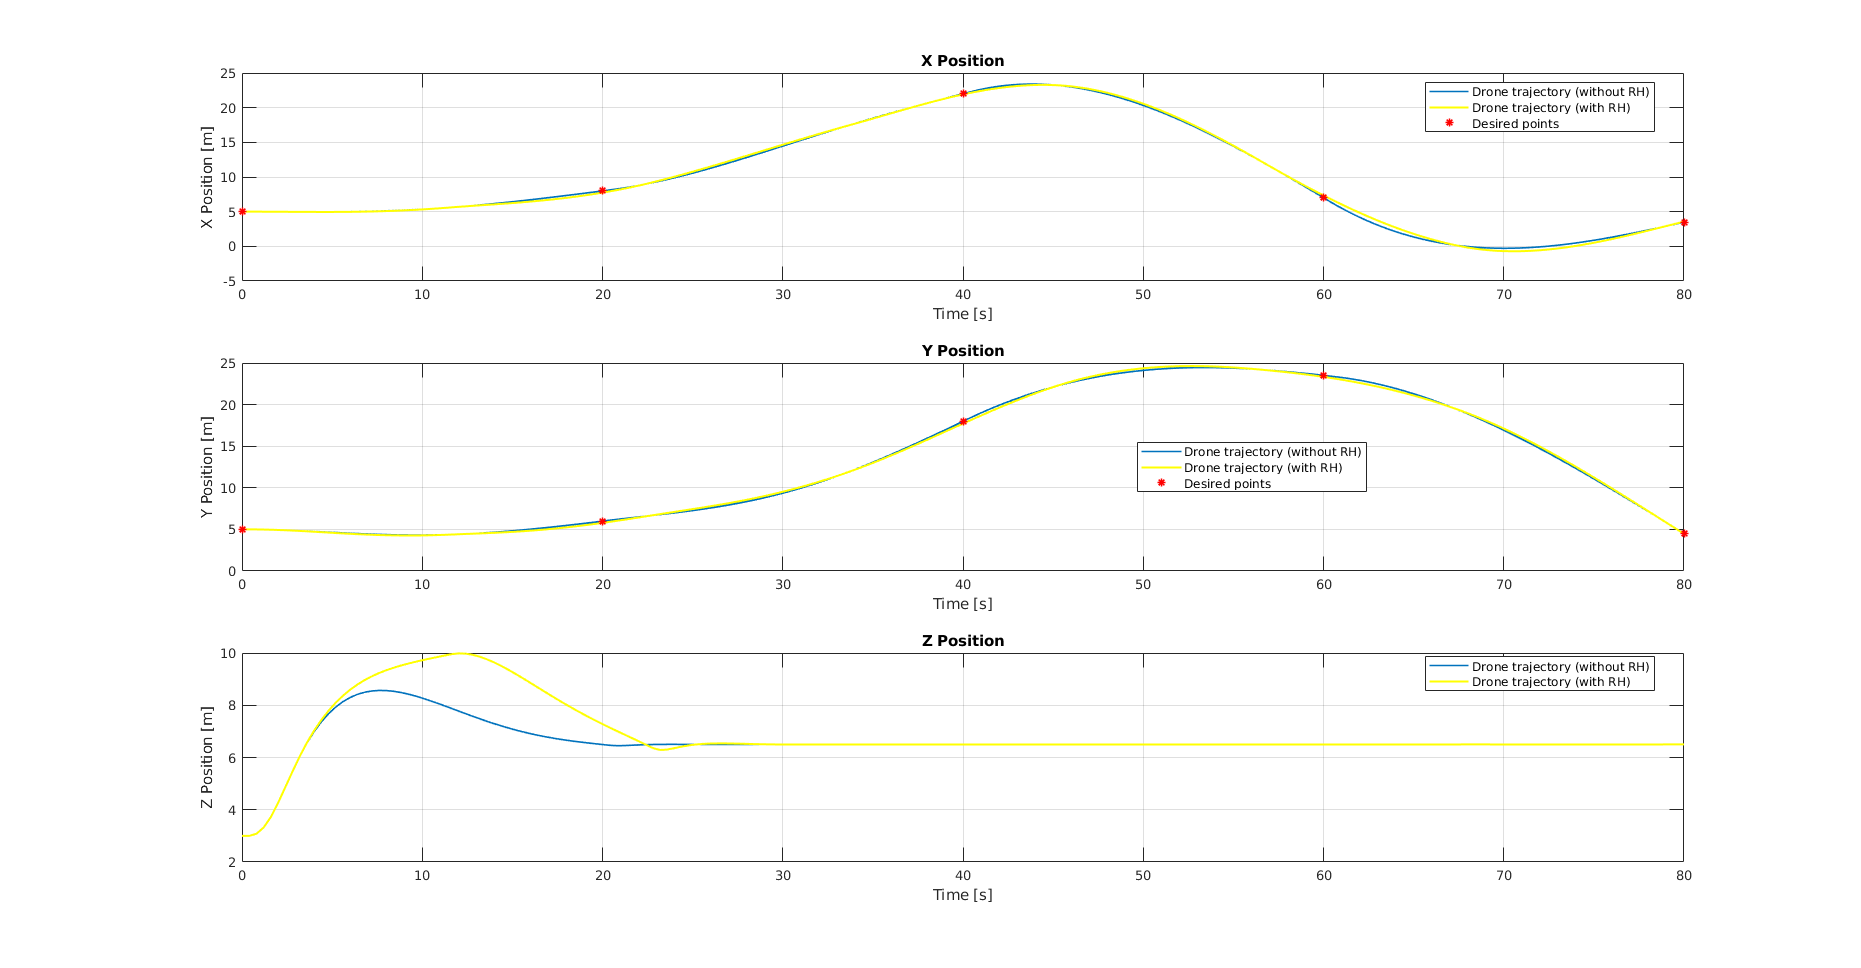 X Position
25
20
15
10
5
0
-5
X Position [m]
Drone trajectory (without RH)
Drone trajectory (with RH)
Desired points
0 10 20 30 40 50 60 70 80
Time [s]
Y Position
25
20
15
10
5
0
Y Position [m]
Drone trajectory (without RH)
Drone trajectory (with RH)
Desired points
0 10 20 30 40 50 60 70 80
Time [s]
Z Position
10
8
6
4
2
Z Position [m]
Drone trajectory (without RH)
Drone trajectory (with RH)
0 10 20 30 40 50 60 70 80
Time [s]